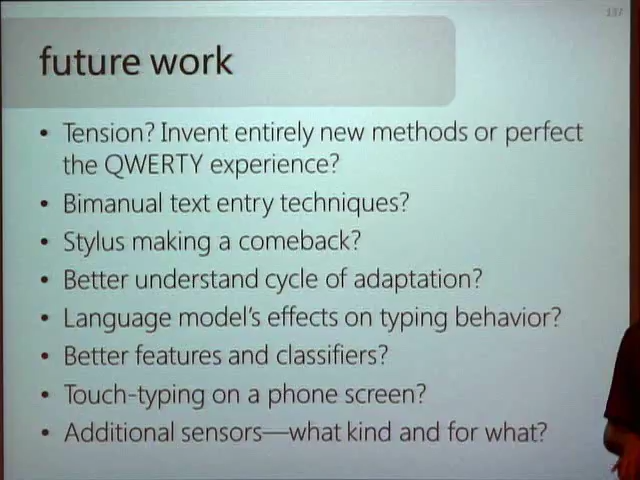 137
future work
• Tension? Invent entirely new methods or perfect
the QWERTY experience?
• Bimanual text entry techniques?
• Stylus making a comeback?
• Better understand cycle of adaptation?
• Language model's effects on typing behavior?
• Better features and classifiers?
• Touch-typing on a phone screen?
• Additional sensors—what kind and for what?